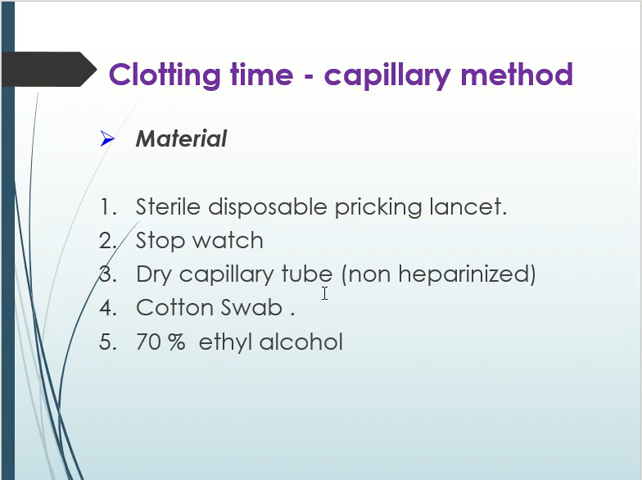 Clotting time - capillary method
Material
1. Sterile disposable pricking lancet.
2. Stop watch
3. Dry capillary tube (non heparinized)
4. Cotton Swab .
5. 70 % ethyl alcohol